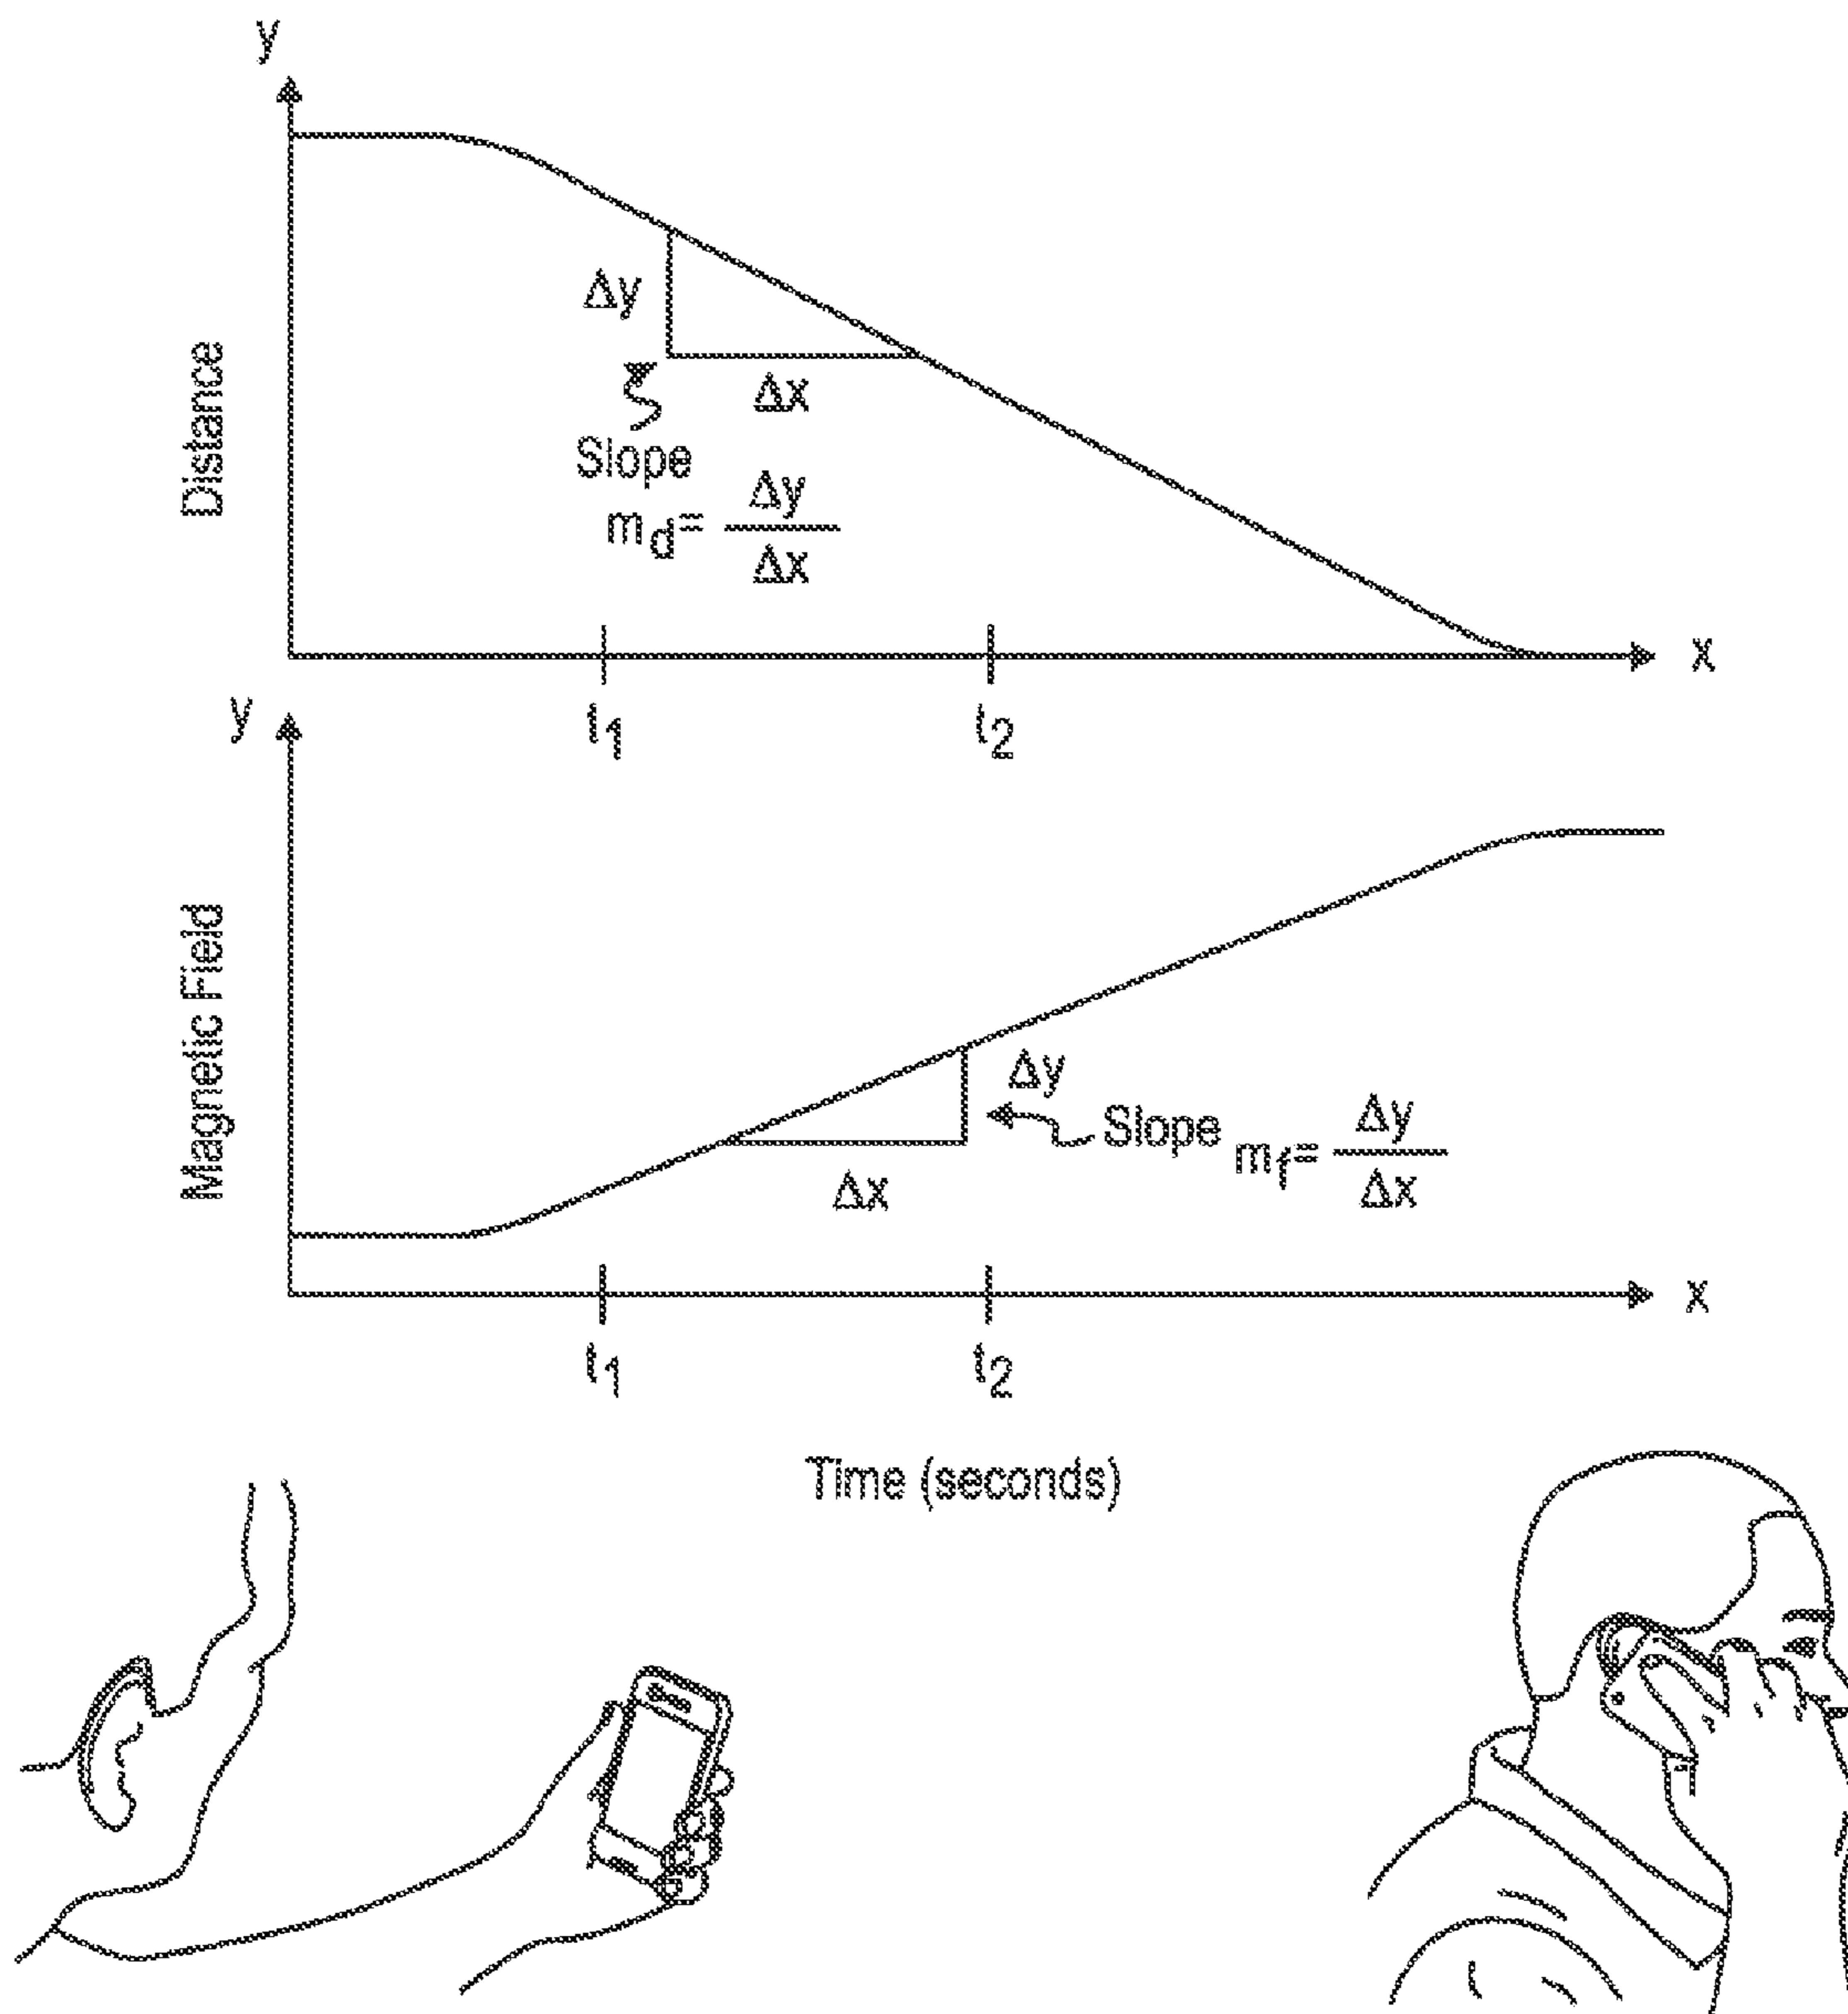 y
Distance
Δy
Δx
Slope
m_d = Δy/Δx
x
t₁
t₂
y
Magnetic Field
Δy
Slope m_f = Δy/Δx
Δx
x
t₁
t₂
Time (seconds)